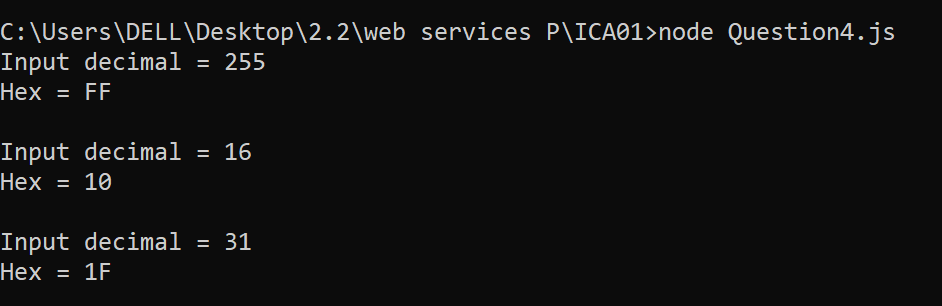 C:\Users\DELL\Desktop\2.2\web services P\ICA01>node Question4.js
Input decimal = 255
Hex = FF
Input decimal = 16
Hex = 10
Input decimal = 31
Hex = 1F